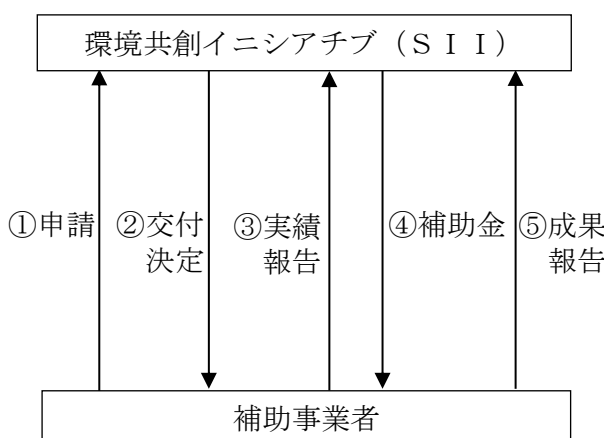 環境共創イニシアチブ（ＳＩＩ）
①申請
②交付
決定
③実績
報告
④補助金
⑤成果
報告
補助事業者